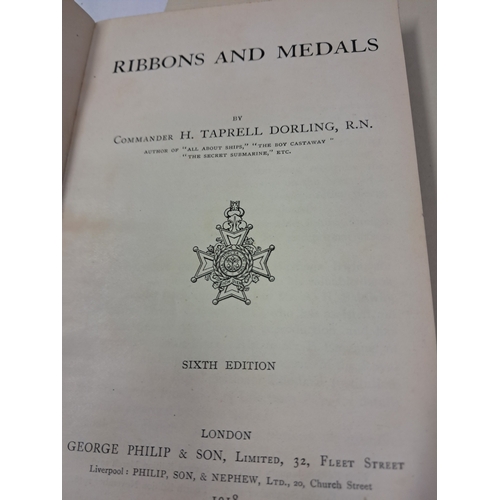 RIBBONS AND MEDALS
BY
COMMANDER H. TAPRELL DORLING, R.N.
AUTHOR OF "ALL ABOUT SHIPS," "THE BOY CASTAWAY"
"THE SECRET SUBMARINE," ETC.
SIXTH EDITION
LONDON
GEORGE PHILIP & SON, LIMITED, 32, FLEET STREET
Liverpool: PHILIP, SON, & NEPHEW, LTD., 20, Church Street
1918